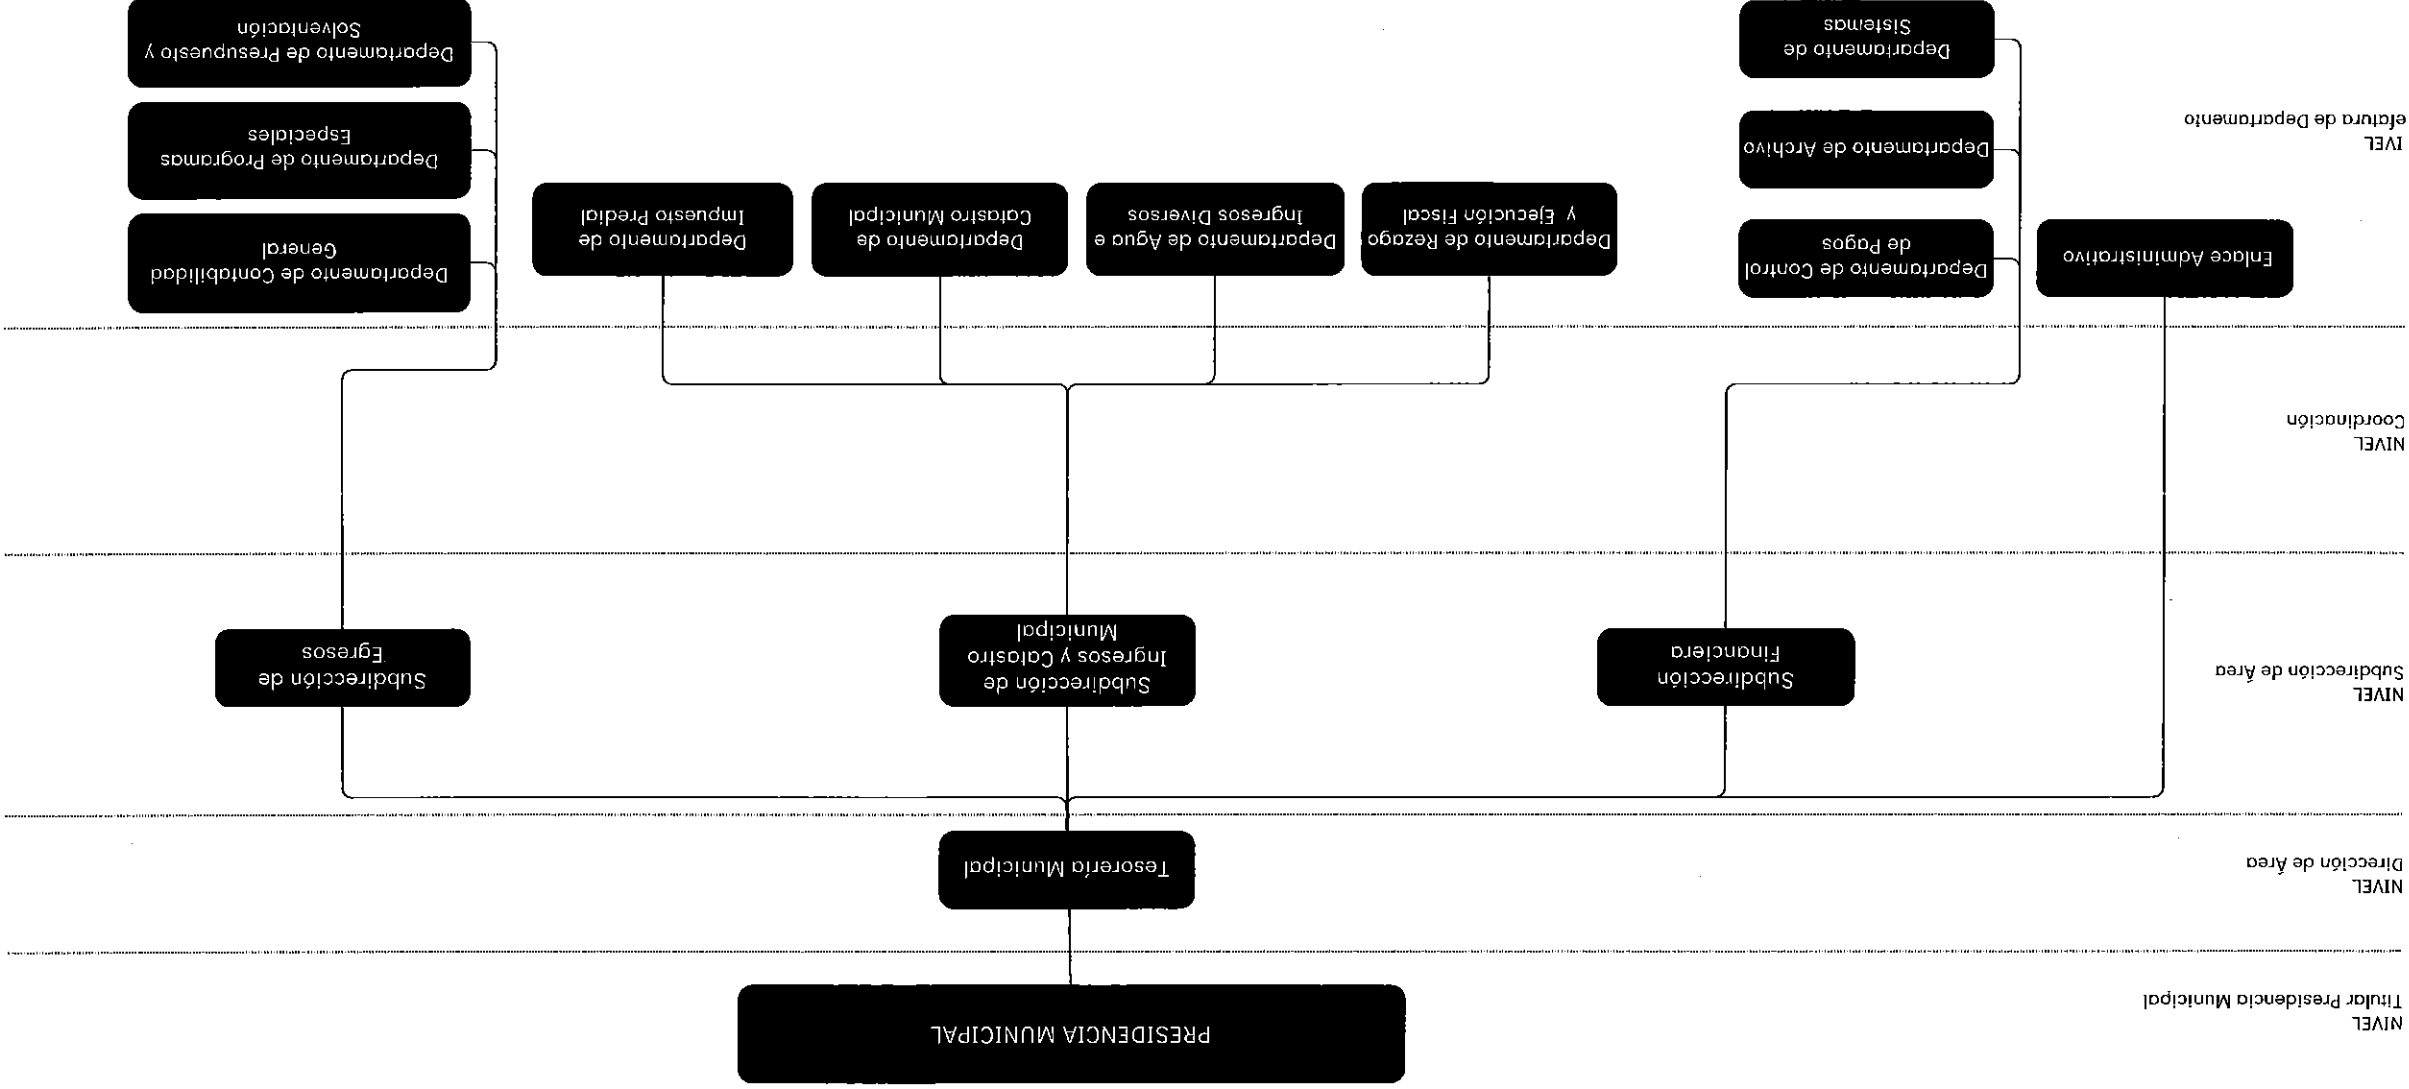 NIVEL
Titular Presidencia Municipal
PRESIDENCIA MUNICIPAL
NIVEL
Dirección de Área
Tesorería Municipal
NIVEL
Subdirección de Área
Subdirección
Financiera
Subdirección de
Ingresos y Catastro
Municipal
Subdirección de
Egresos
NIVEL
Coordinación
IVEL
efatura de Departamento
Enlace Administrativo
Departamento de Control
de Pagos
Departamento de Archivo
Departamento de
Sistemas
Departamento de Rezago
y Ejecución Fiscal
Departamento de Agua e
Ingresos Diversos
Departamento de
Catastro Municipal
Departamento de
Impuesto Predial
Departamento de Contabilidad
General
Departamento de Programas
Especiales
Departamento de Presupuesto y
Solventación